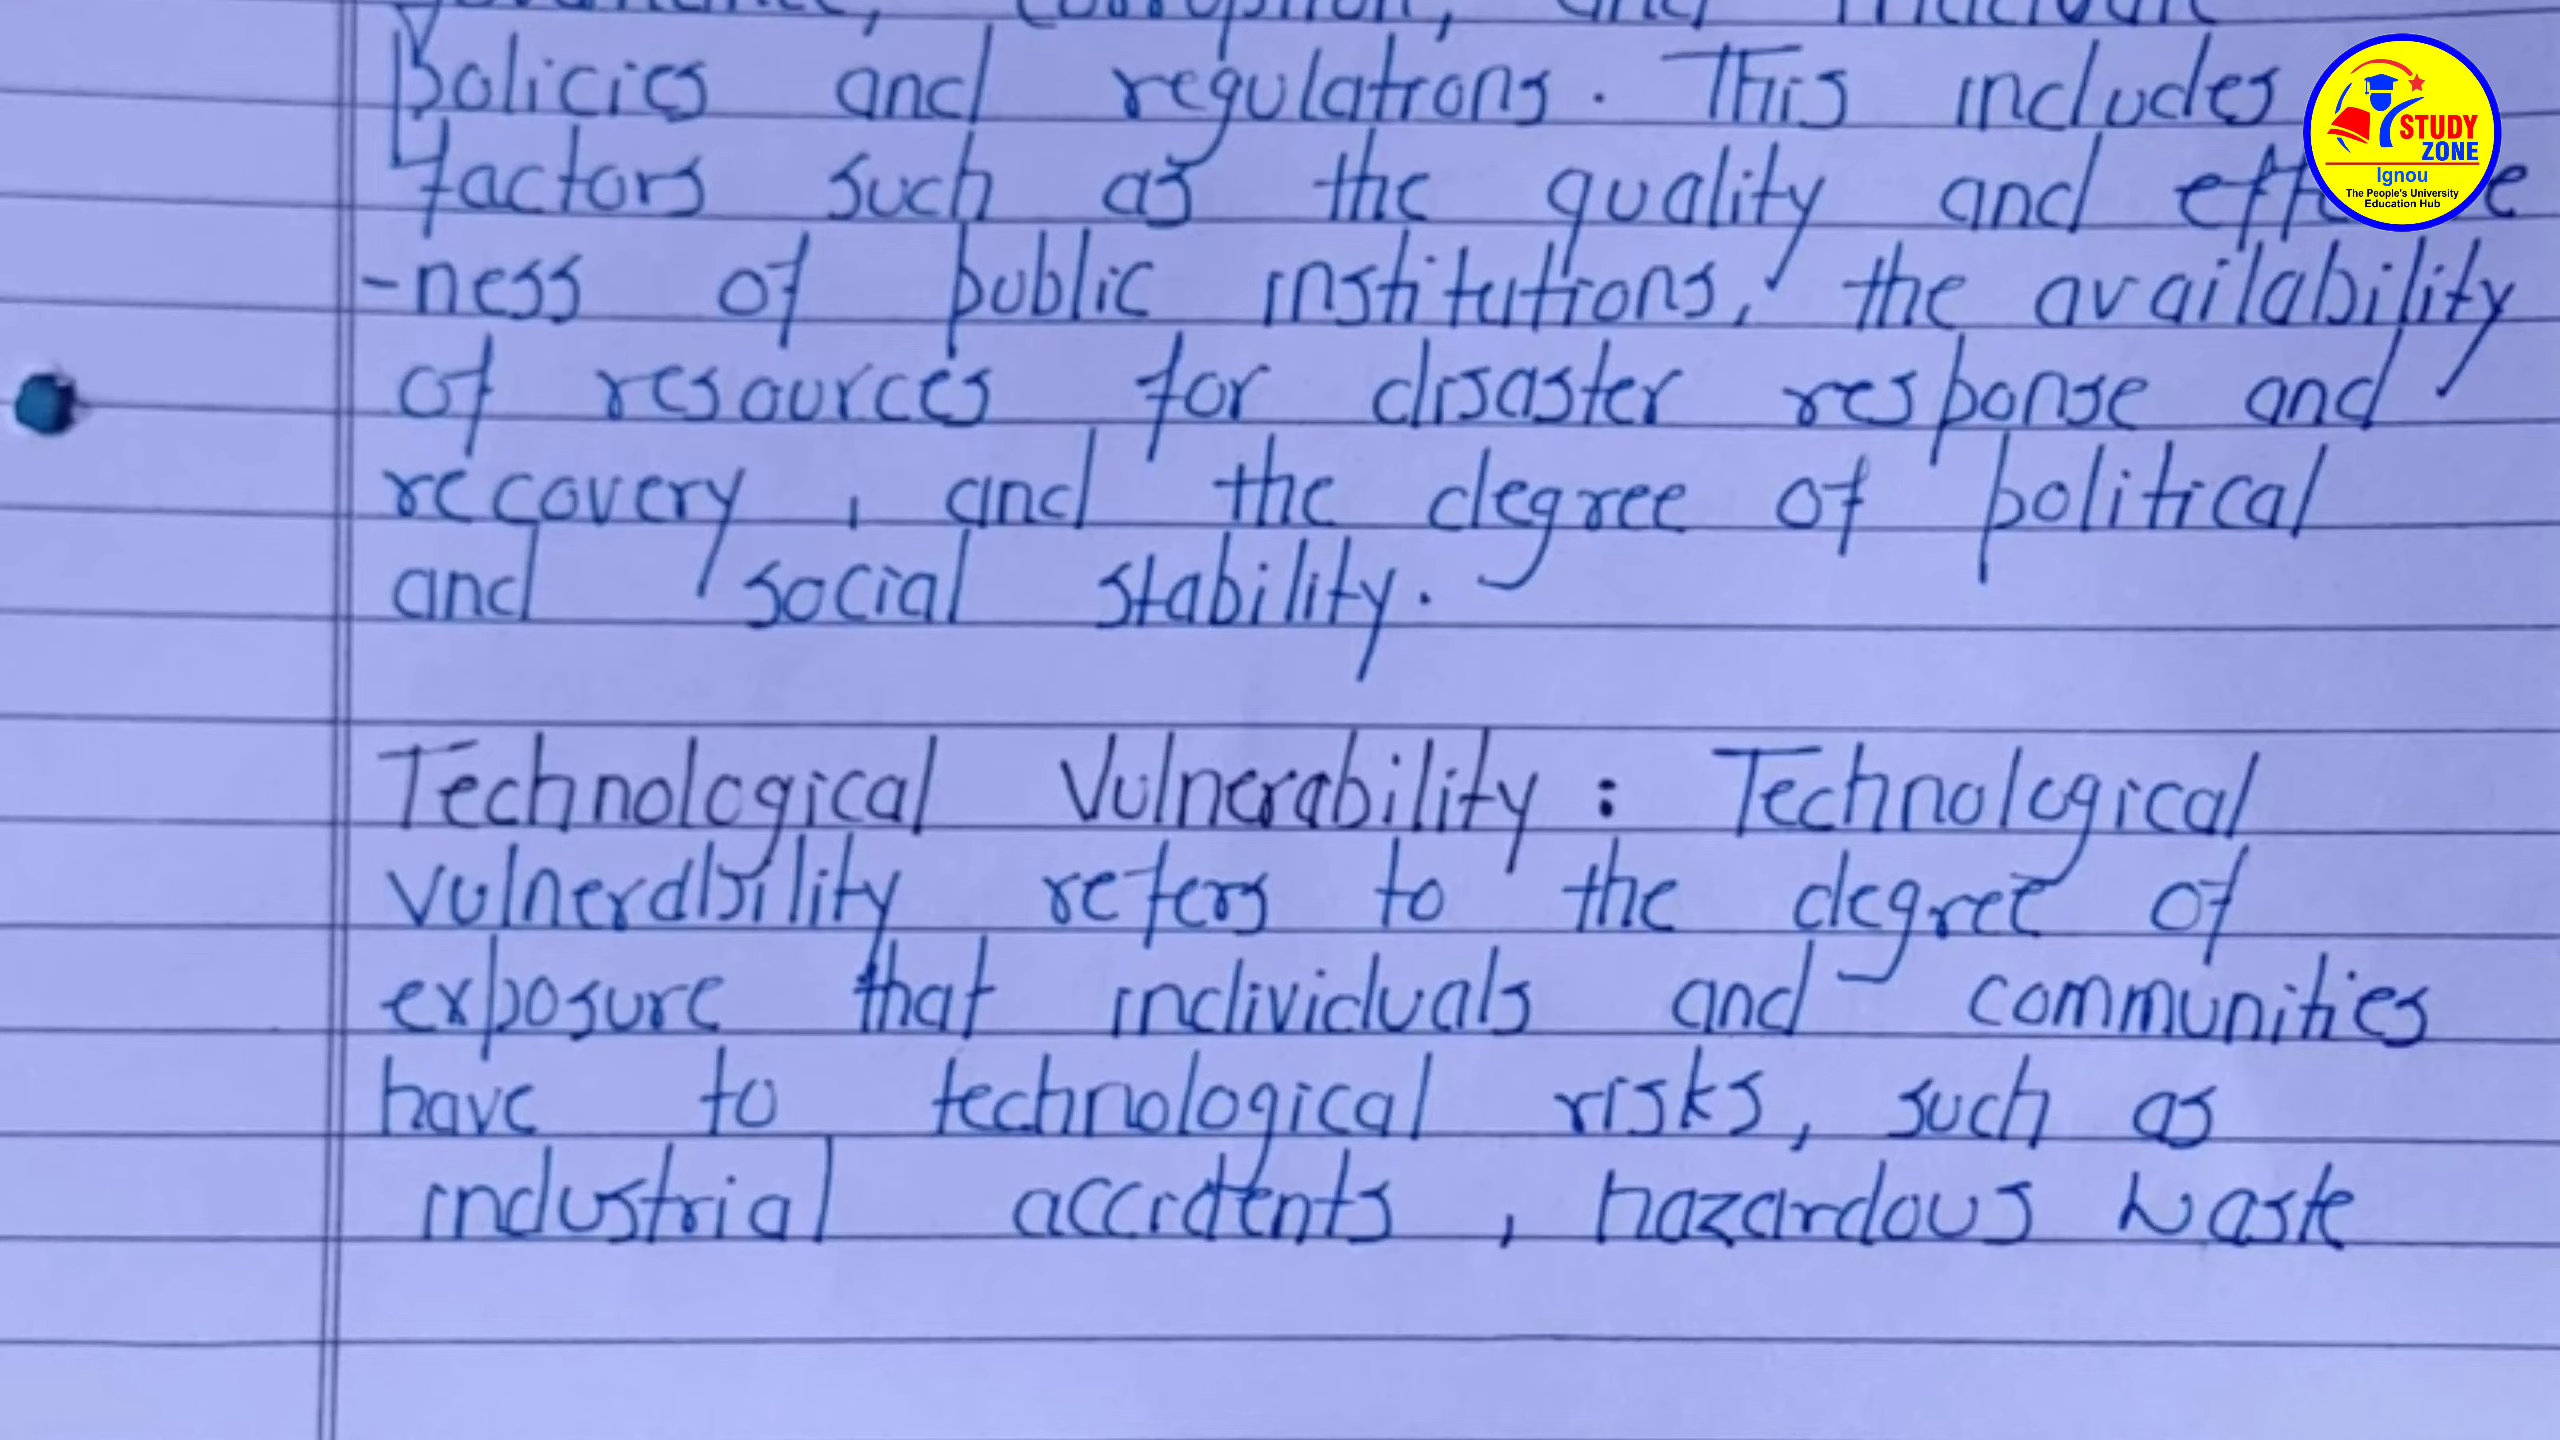 corruption, and
Policies and regulations. This includes
factors such as the quality and
-ness of public institutions, the availability
of resources for disaster response and
recovery, and the degree of political
and social stability.
Technological Vulnerability : Technological
vulnerability refers to the degree of
exposure that individuals and communities
have to technological risks, such as
industrial accidents, hazardous waste
STUDY
ZONE
Ignou
The People's University
Education Hub